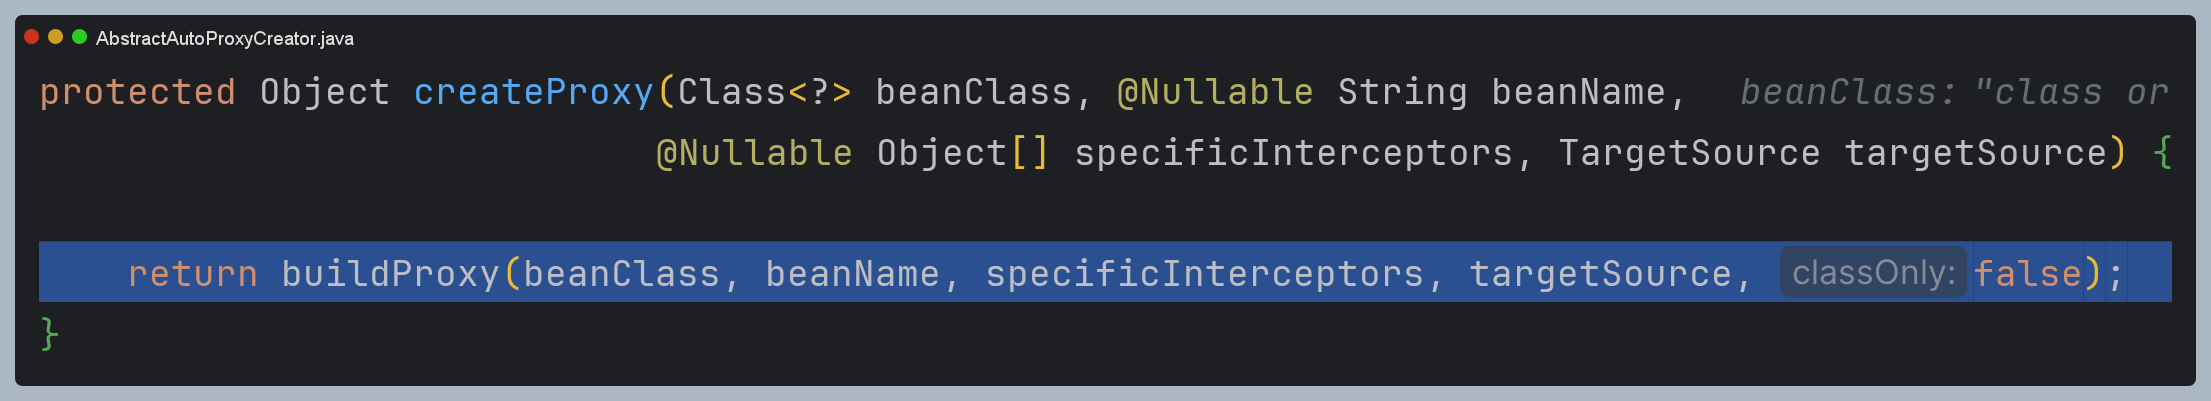 AbstractAutoProxyCreator.java
protected Object createProxy(Class<?> beanClass, @Nullable String beanName, beanClass: "class or
@Nullable Object[] specificInterceptors, TargetSource targetSource) {
return buildProxy(beanClass, beanName, specificInterceptors, targetSource, classOnly: false);
}